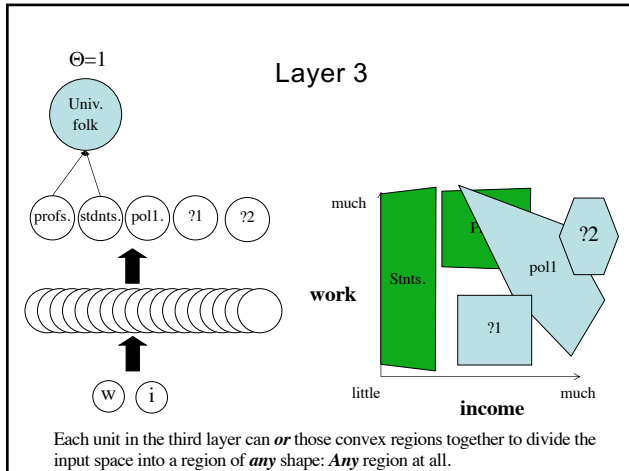 Layer 3
Θ=1
Univ.
folk
profs.
stdnts.
pol1.
?1
?2
w
i
much
work
little
income
much
Stnts.
P
pol1
?1
?2
Each unit in the third layer can or those convex regions together to divide the
input space into a region of any shape: Any region at all.